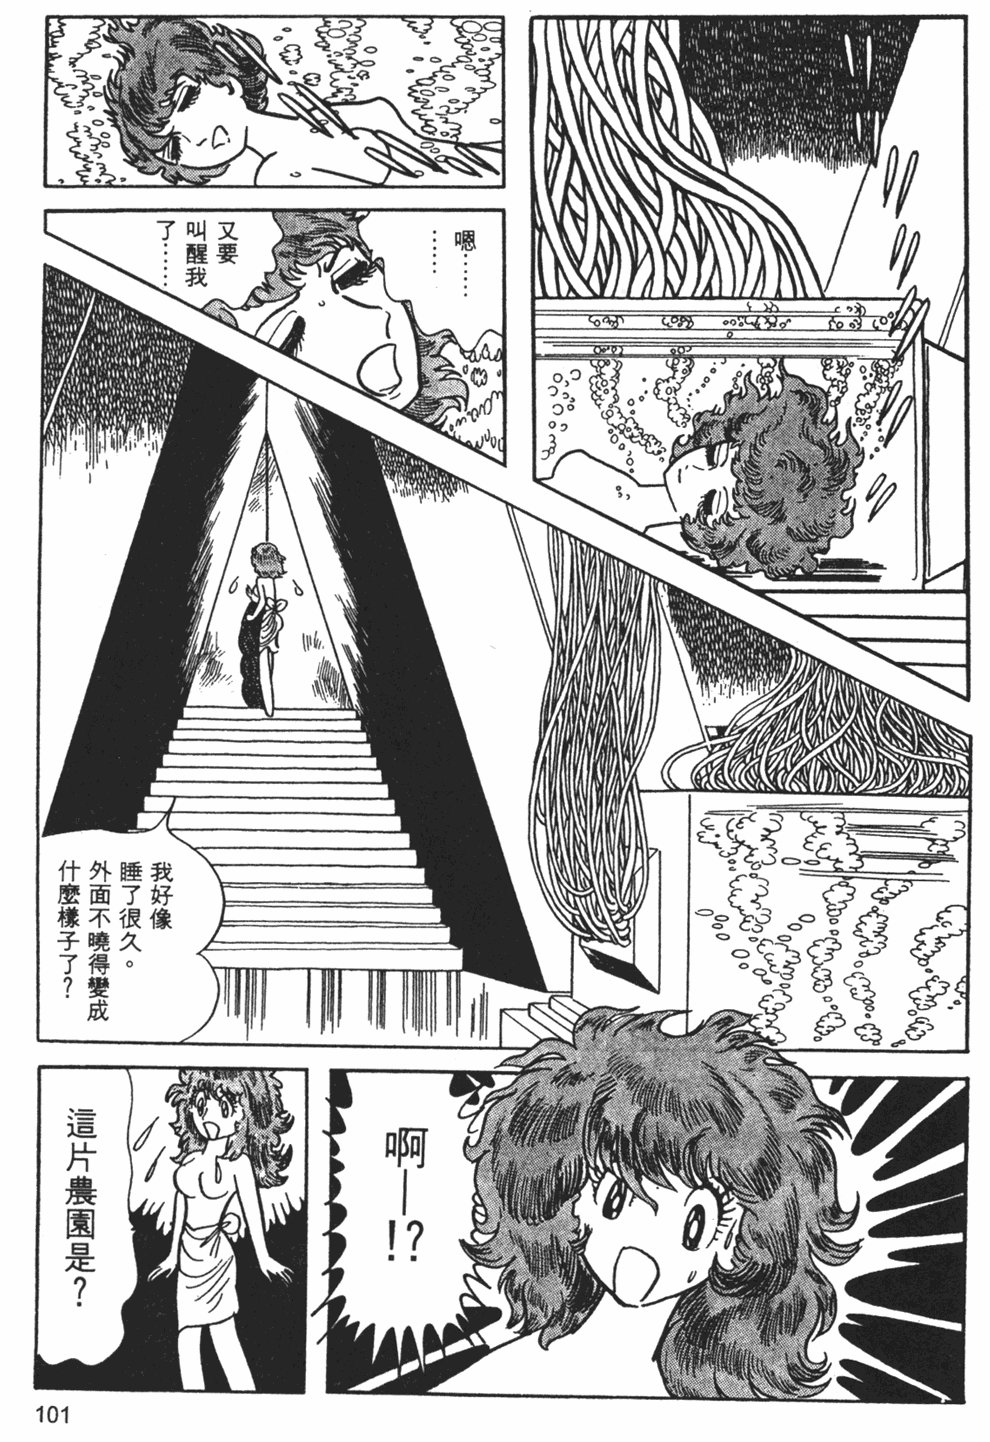 嗯……
……
又要
叫醒我
了……
我好像
睡了很久。
外面不曉得變成
什麼樣子了？
啊—!?
這片農園是？
101